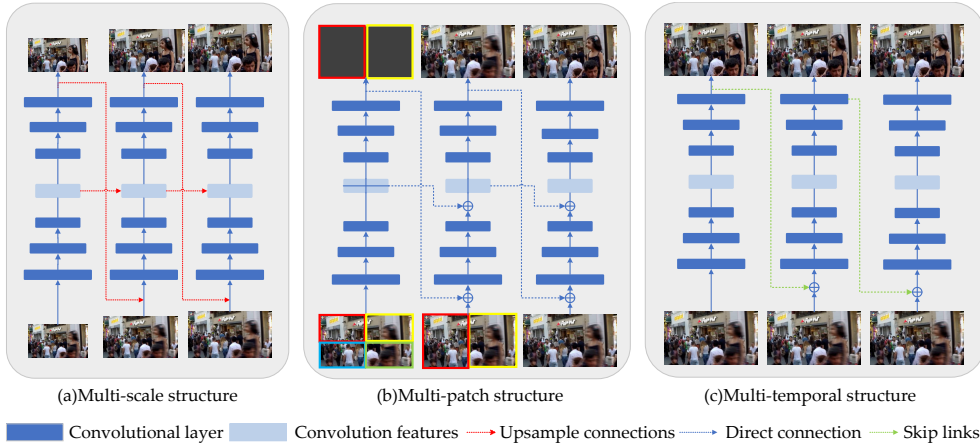 (a)Multi-scale structure
(b)Multi-patch structure
(c)Multi-temporal structure
Convolutional layer
Convolution features
Upsample connections
Direct connection
Skip links